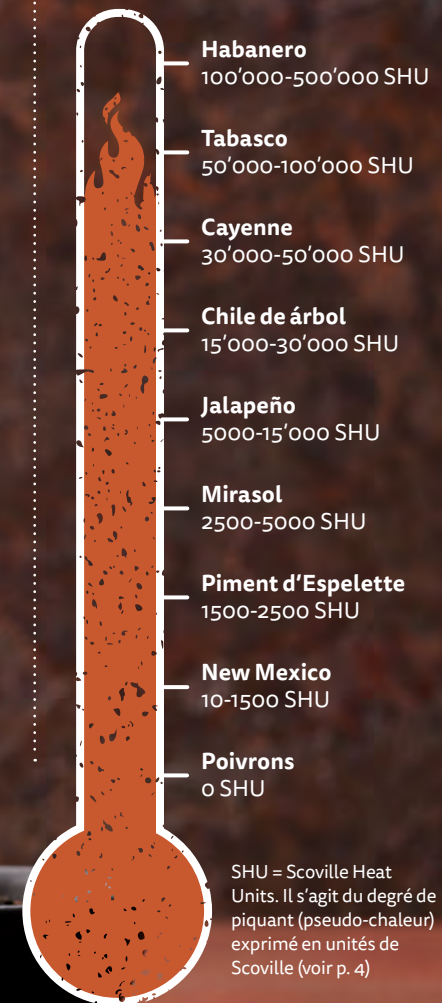 Habanero
100’000-500’000 SHU
Tabasco
50’000-100’000 SHU
Cayenne
30’000-50’000 SHU
Chile de árbol
15’000-30’000 SHU
Jalapeño
5000-15’000 SHU
Mirasol
2500-5000 SHU
Piment d’Espelette
1500-2500 SHU
New Mexico
10-1500 SHU
Poivrons
0 SHU
SHU = Scoville Heat
Units. Il s’agit du degré de
piquant (pseudo-chaleur)
exprimé en unités de
Scoville (voir p. 4)